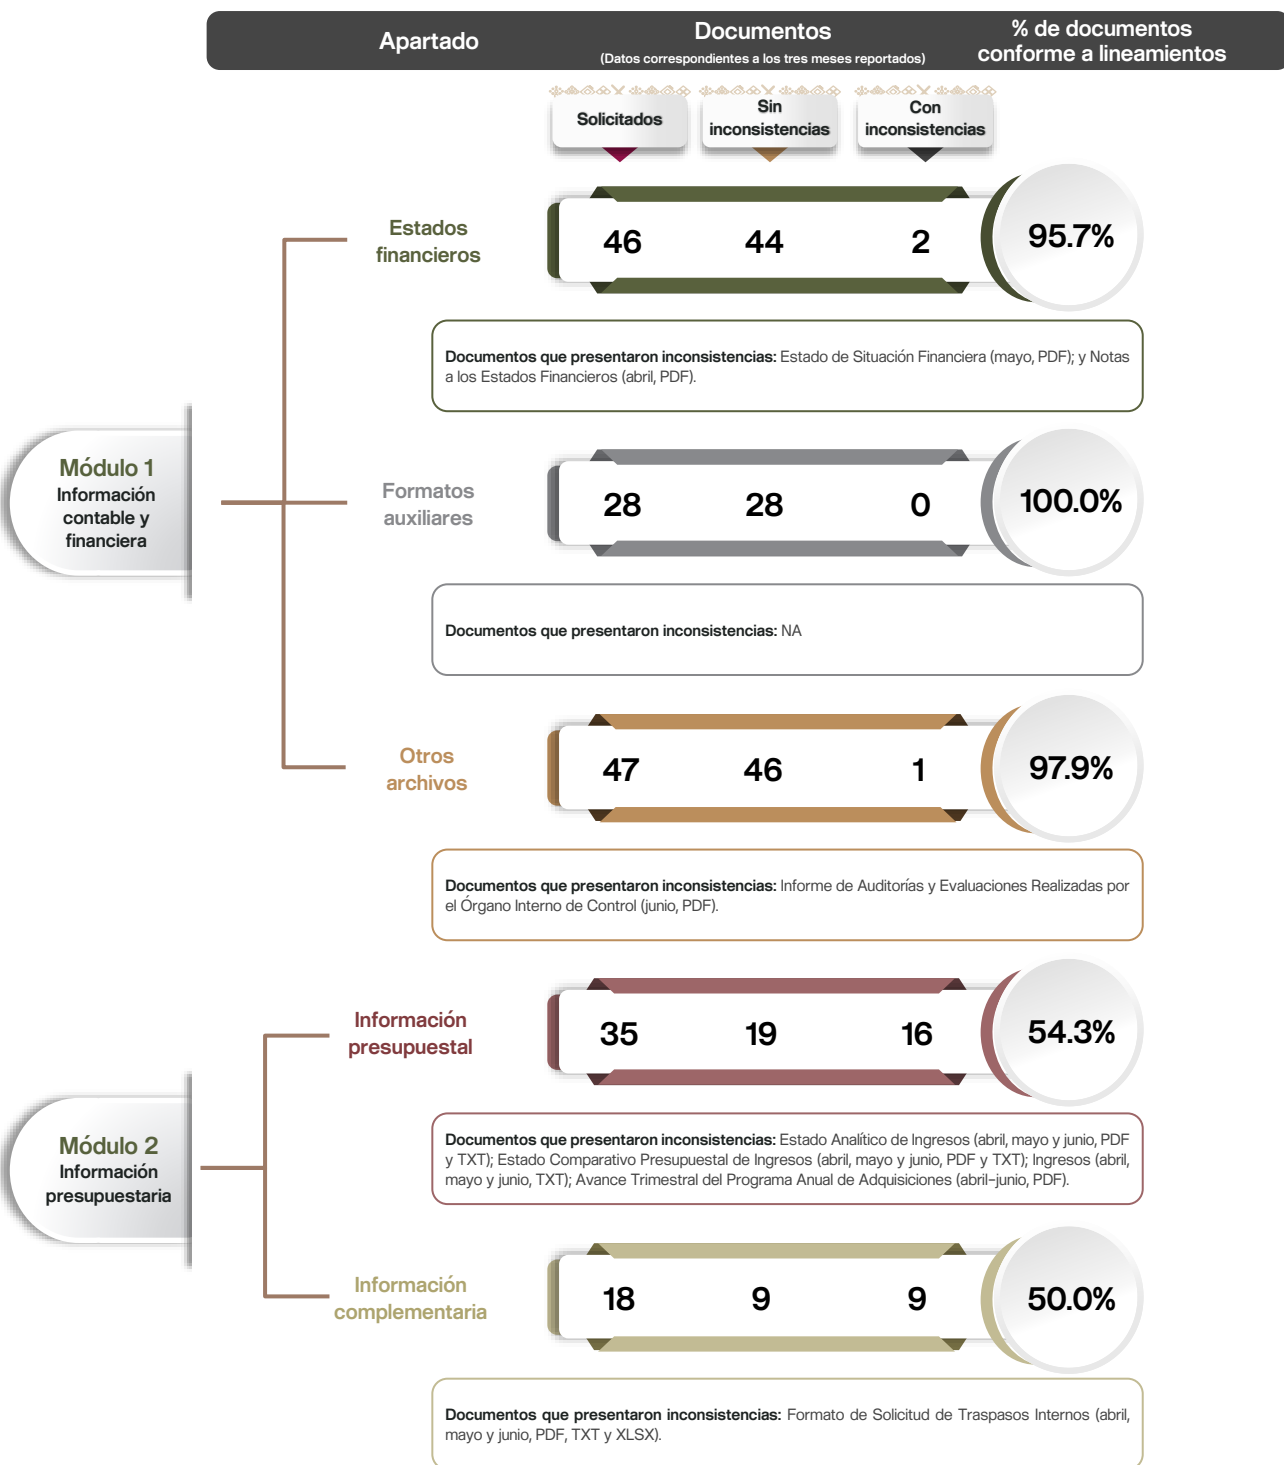 Apartado
Documentos
(Datos correspondientes a los tres meses reportados)
% de documentos
conforme a lineamientos
Solicitados
Sin
inconsistencias
Con
inconsistencias
Módulo 1
Información
contable y
financiera
Estados
financieros
46 44 2 95.7%
Documentos que presentaron inconsistencias: Estado de Situación Financiera (mayo, PDF); y Notas
a los Estados Financieros (abril, PDF).
Formatos
auxiliares
28 28 0 100.0%
Documentos que presentaron inconsistencias: NA
Otros
archivos
47 46 1 97.9%
Documentos que presentaron inconsistencias: Informe de Auditorías y Evaluaciones Realizadas por
el Órgano Interno de Control (junio, PDF).
Módulo 2
Información
presupuestaria
Información
presupuestal
35 19 16 54.3%
Documentos que presentaron inconsistencias: Estado Analítico de Ingresos (abril, mayo y junio, PDF
y TXT); Estado Comparativo Presupuestal de Ingresos (abril, mayo y junio, PDF y TXT); Ingresos (abril,
mayo y junio, TXT); Avance Trimestral del Programa Anual de Adquisiciones (abril-junio, PDF).
Información
complementaria
18 9 9 50.0%
Documentos que presentaron inconsistencias: Formato de Solicitud de Traspasos Internos (abril,
mayo y junio, PDF, TXT y XLSX).